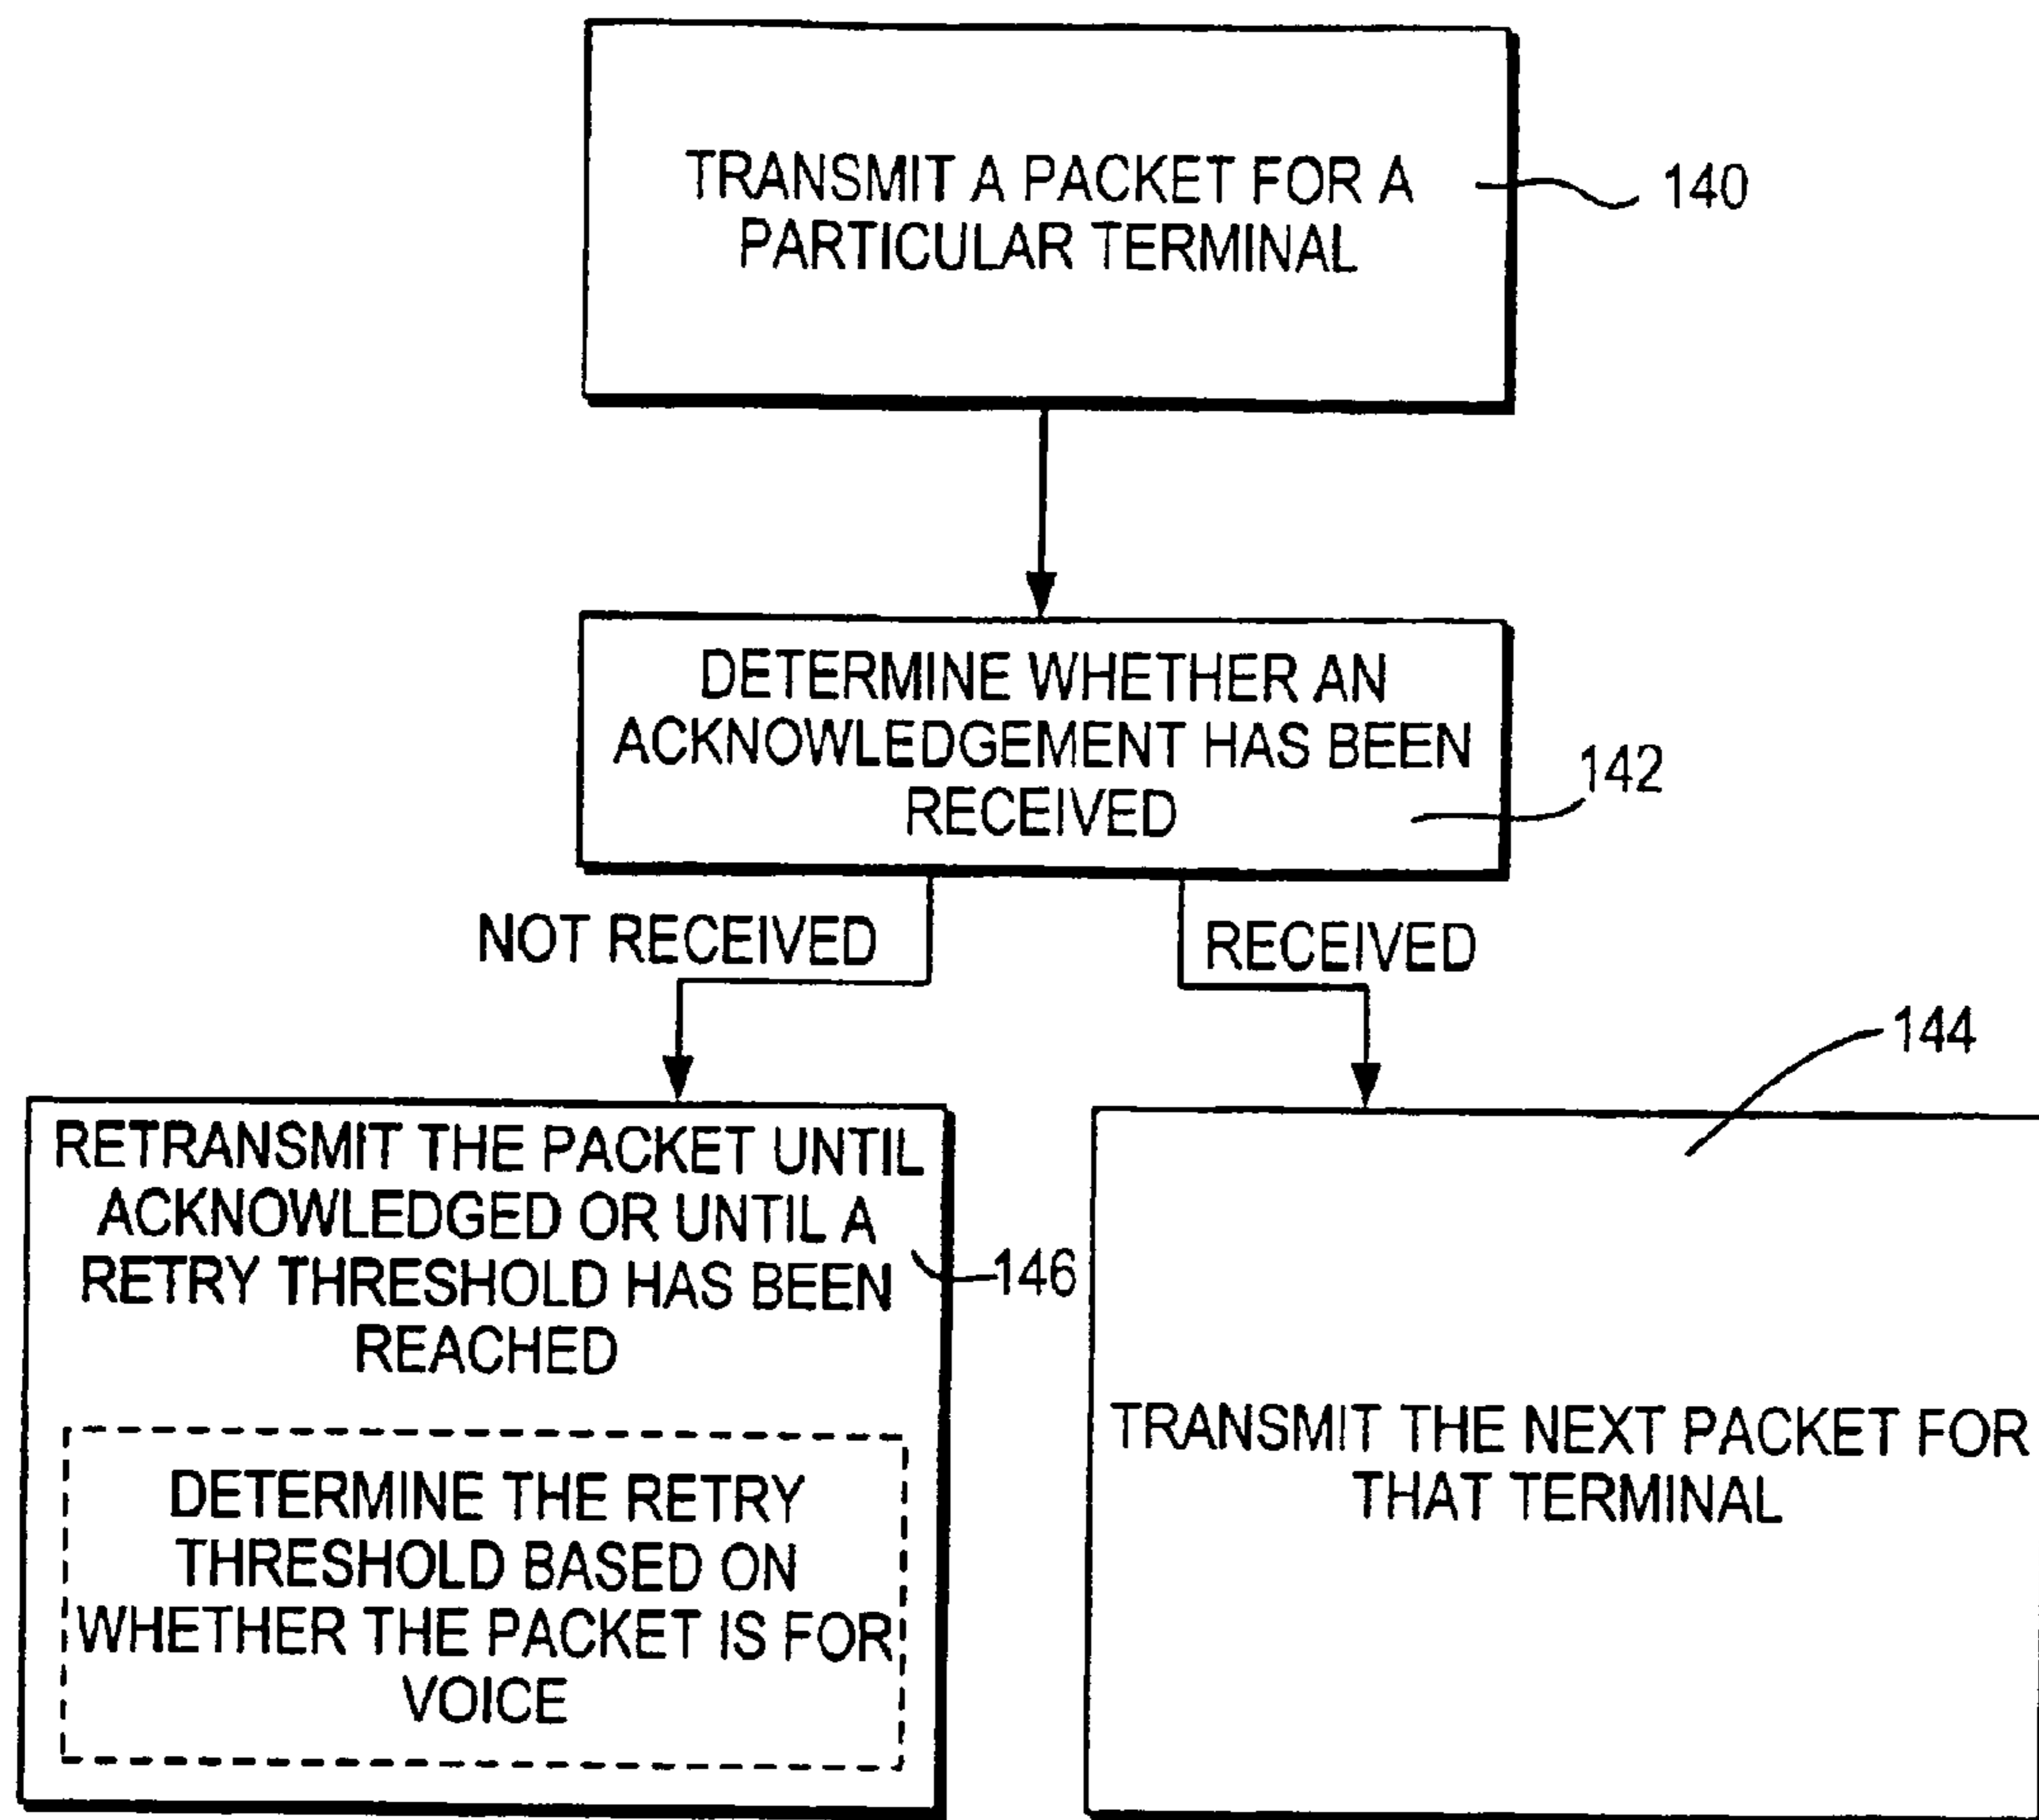 TRANSMIT A PACKET FOR A
PARTICULAR TERMINAL
140
DETERMINE WHETHER AN
ACKNOWLEDGEMENT HAS BEEN
RECEIVED
142
NOT RECEIVED
RECEIVED
144
RETRANSMIT THE PACKET UNTIL
ACKNOWLEDGED OR UNTIL A
RETRY THRESHOLD HAS BEEN
REACHED
146
DETERMINE THE RETRY
THRESHOLD BASED ON
WHETHER THE PACKET IS FOR
VOICE
TRANSMIT THE NEXT PACKET FOR
THAT TERMINAL